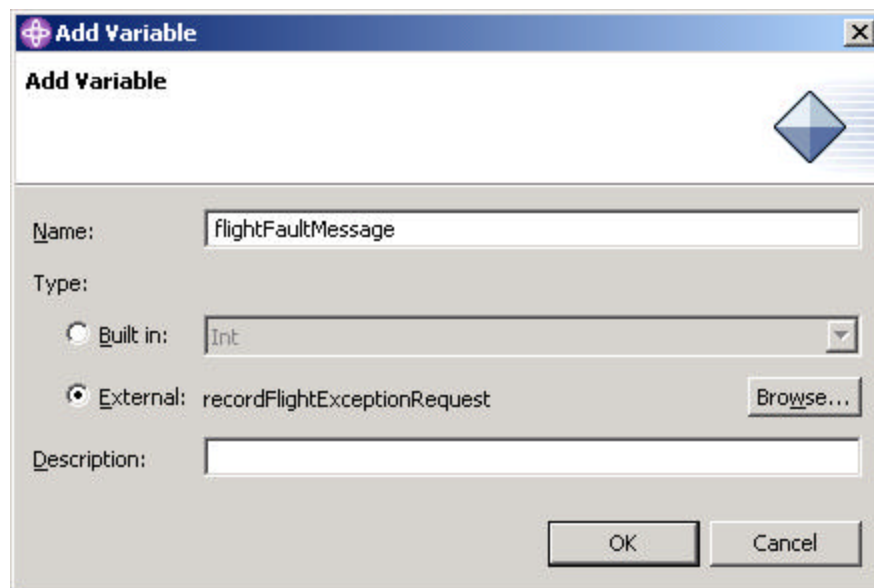 Add Variable
Add Variable
Name: flightFaultMessage
Type:
Built in: Int
External: recordFlightExceptionRequest Browse...
Description:
OK Cancel